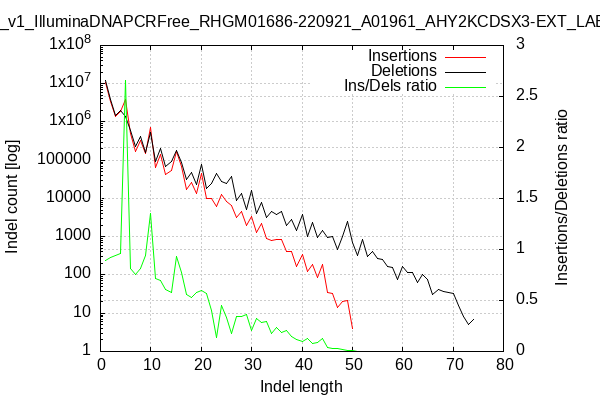 _v1_IlluminaDNAPCRFree_RHGM01686-220921_A01961_AHY2KCDSX3-EXT_LAB
Insertions
Deletions
Ins/Dels ratio
1x10^8
1x10^7
1x10^6
100000
10000
1000
100
10
1
3
2.5
2
1.5
1
0.5
0
0 10 20 30 40 50 60 70 80
Indel count [log]
Insertions/Deletions ratio
Indel length